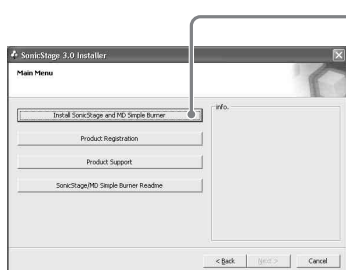 SonicStage 3.0 Installer
Main Menu
Install SonicStage and MD Simple Burner
Product Registration
Product Support
SonicStage/MD Simple Burner Readme
info.
< Back
Next >
Cancel